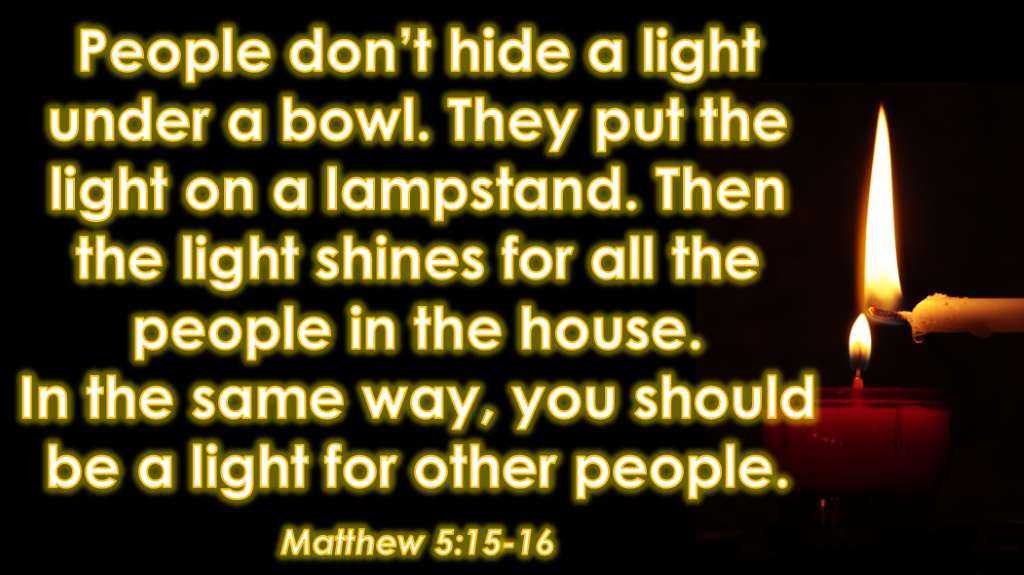 People don’t hide a light
under a bowl. They put the
light on a lampstand. Then
the light shines for all the
people in the house.
In the same way, you should
be a light for other people.
Matthew 5:15-16